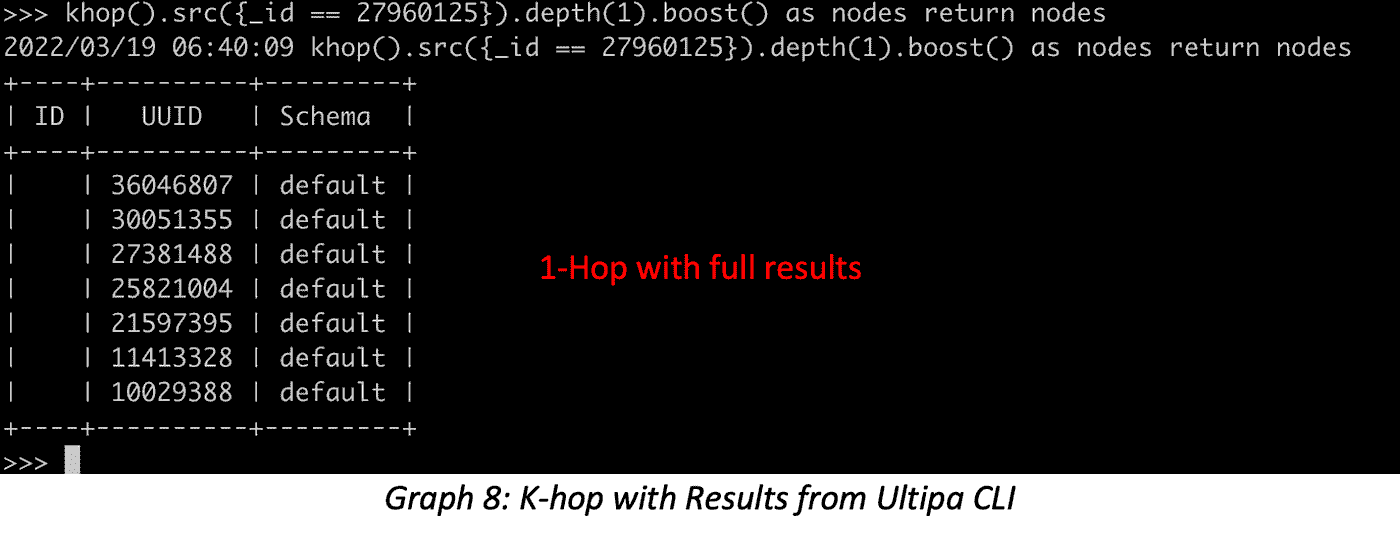 >>> khop().src({_id == 27960125}).depth(1).boost() as nodes return nodes
2022/03/19 06:40:09 khop().src({_id == 27960125}).depth(1).boost() as nodes return nodes
+----+----------+---------+
| ID |   UUID   | Schema  |
+----+----------+---------+
|    | 36046807 | default |
|    | 30051355 | default |
|    | 27381488 | default |
1-Hop with full results
|    | 25821004 | default |
|    | 21597395 | default |
|    | 11413328 | default |
|    | 10029388 | default |
+----+----------+---------+
>>>
Graph 8: K-hop with Results from Ultipa CLI